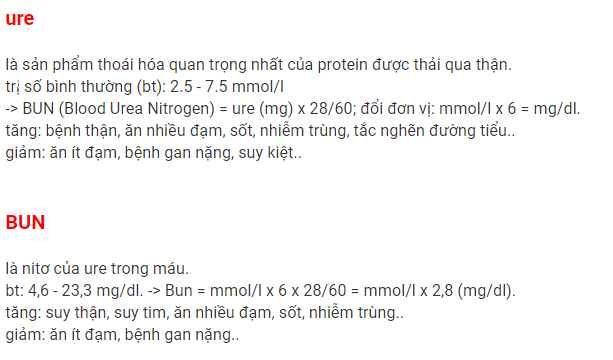 ure
là sản phẩm thoái hóa quan trọng nhất của protein được thải qua thận.
trị số bình thường (bt): 2.5 - 7.5 mmol/l
-> BUN (Blood Urea Nitrogen) = ure (mg) x 28/60; đổi đơn vị: mmol/l x 6 = mg/dl.
tăng: bệnh thận, ăn nhiều đạm, sốt, nhiễm trùng, tắc nghẽn đường tiểu..
giảm: ăn ít đạm, bệnh gan nặng, suy kiệt..
BUN
là nitơ của ure trong máu.
bt: 4,6 - 23,3 mg/dl. -> Bun = mmol/l x 6 x 28/60 = mmol/l x 2,8 (mg/dl).
tăng: suy thận, suy tim, ăn nhiều đạm, sốt, nhiễm trùng..
giảm: ăn ít đạm, bệnh gan nặng..